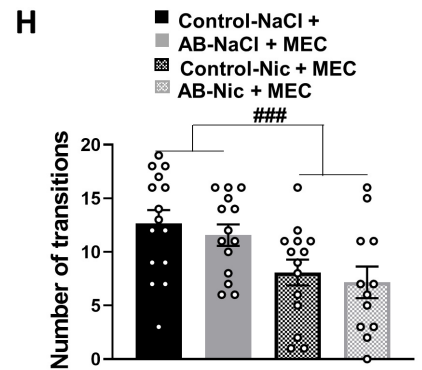 H
Control-NaCl +
AB-NaCl + MEC
Control-Nic + MEC
AB-Nic + MEC
###
Number of transitions
20
15
10
5
0